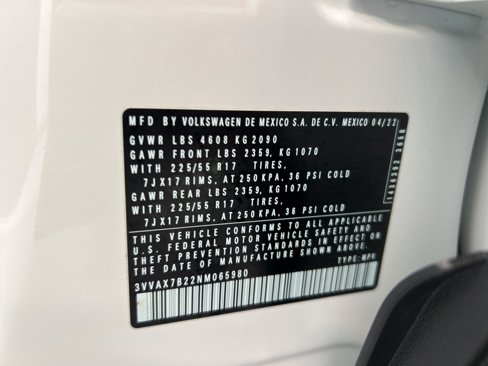 MFD BY VOLKSWAGEN DE MEXICO S.A. DE C.V. MEXICO 04/22
GVWR LBS 4608 KG 2090
GAWR FRONT LBS 2359, KG 1070
WITH 225/55 R17 TIRES,
7JX17 RIMS, AT 250 KPA, 36 PSI COLD
GAWR REAR LBS 2359, KG 1070
WITH 225/55 R17 TIRES,
7JX17 RIMS, AT 250 KPA, 36 PSI COLD
THIS VEHICLE CONFORMS TO ALL APPLICABLE
U.S. FEDERAL MOTOR VEHICLE SAFETY AND
THEFT PREVENTION STANDARDS IN EFFECT ON
THE DATE OF MANUFACTURE SHOWN ABOVE.
3VVAX7B22NM065980
TYPE: MPV
1436392 3658